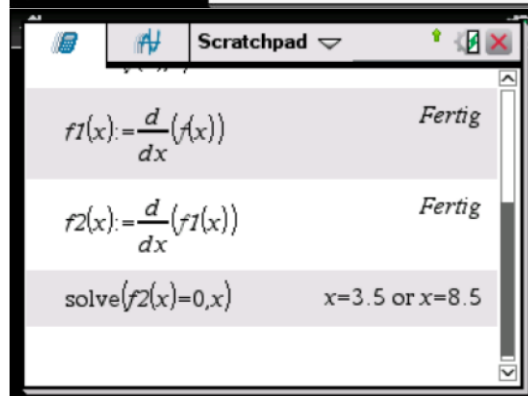 Scratchpad
f1(x):=d/dx(f(x)) Fertig
f2(x):=d/dx(f1(x)) Fertig
solve(f2(x)=0,x) x=3.5 or x=8.5